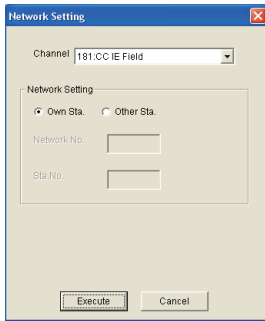 Network Setting
Channel 181:CC IE Field
Network Setting
Own Sta. Other Sta.
Network No.
Sta.No.
Execute Cancel